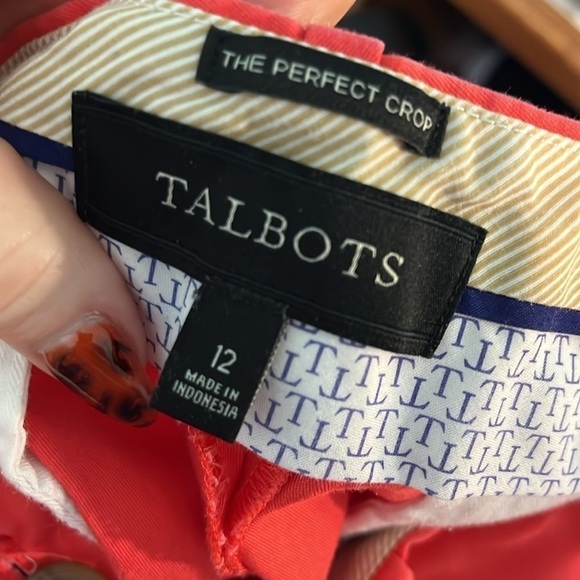 THE PERFECT CROP
TALBOTS
12
MADE IN
INDONESIA